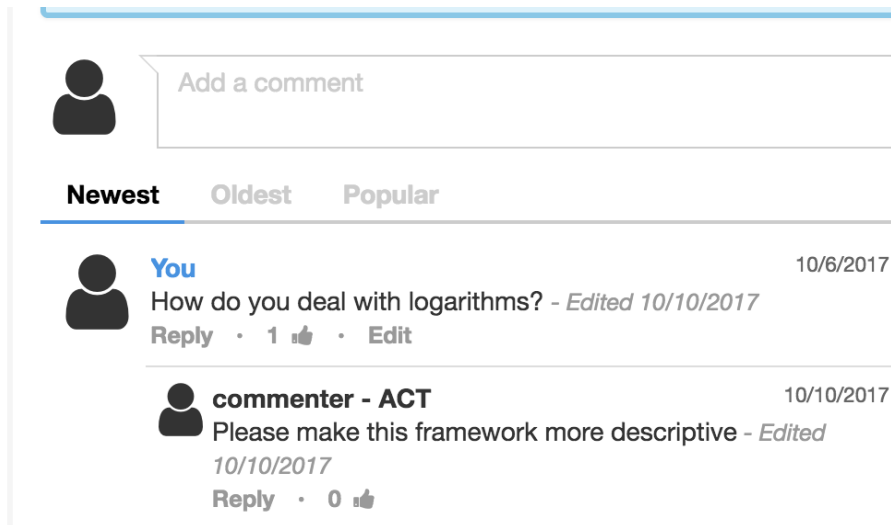 Add a comment
Newest Oldest Popular
You 10/6/2017
How do you deal with logarithms? - Edited 10/10/2017
Reply · 1 · Edit
commenter - ACT 10/10/2017
Please make this framework more descriptive - Edited
10/10/2017
Reply · 0